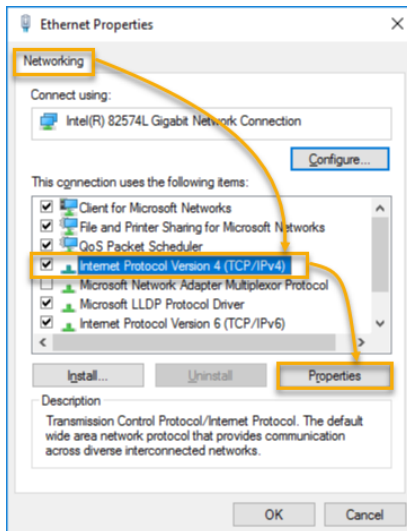 Ethernet Properties
Networking
Connect using:
Intel(R) 82574L Gigabit Network Connection
Configure...
This connection uses the following items:
Client for Microsoft Networks
File and Printer Sharing for Microsoft Networks
QoS Packet Scheduler
Internet Protocol Version 4 (TCP/IPv4)
Microsoft Network Adapter Multiplexor Protocol
Microsoft LLDP Protocol Driver
Internet Protocol Version 6 (TCP/IPv6)
Install...
Uninstall
Properties
Description
Transmission Control Protocol/Internet Protocol. The default
wide area network protocol that provides communication
across diverse interconnected networks.
OK
Cancel